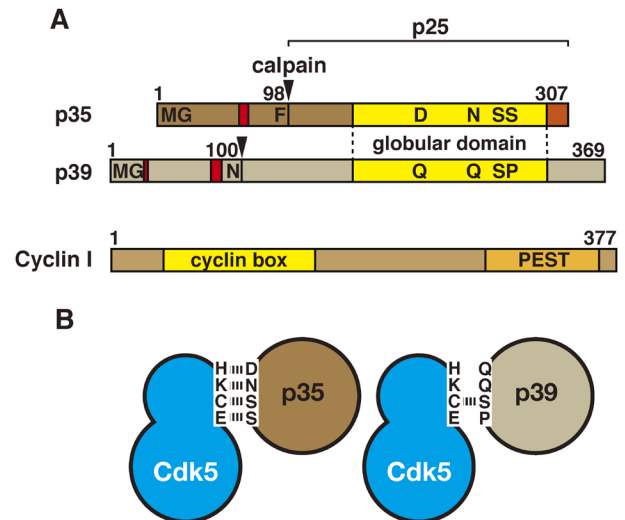 A
p25
calpain
1 98 307
p35 MG F D N SS
globular domain
1 100 369
p39 MG N Q Q SP
1 377
Cyclin I cyclin box PEST
B
H D H Q
K N K Q
C S C S
E S E P
p35 p39
Cdk5 Cdk5